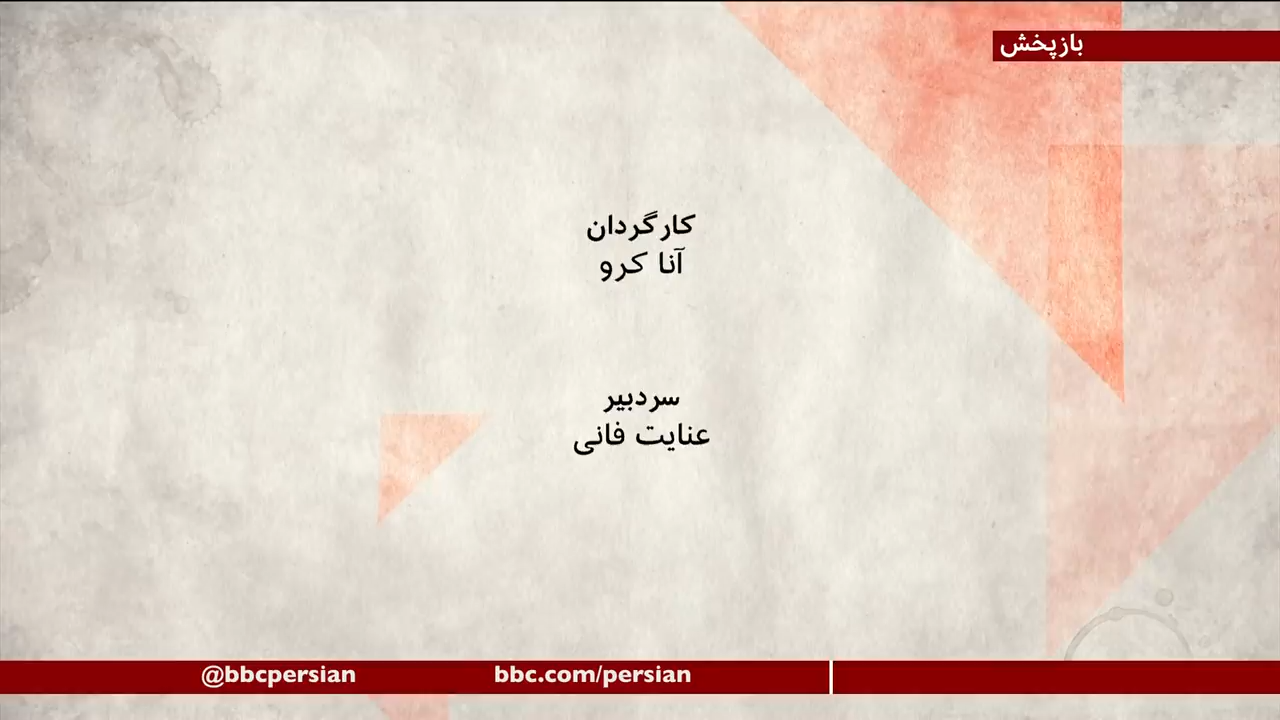 بازپخش
کارگردان
آنا کرو
سردبیر
عنایت فانی
@bbcpersian
bbc.com/persian